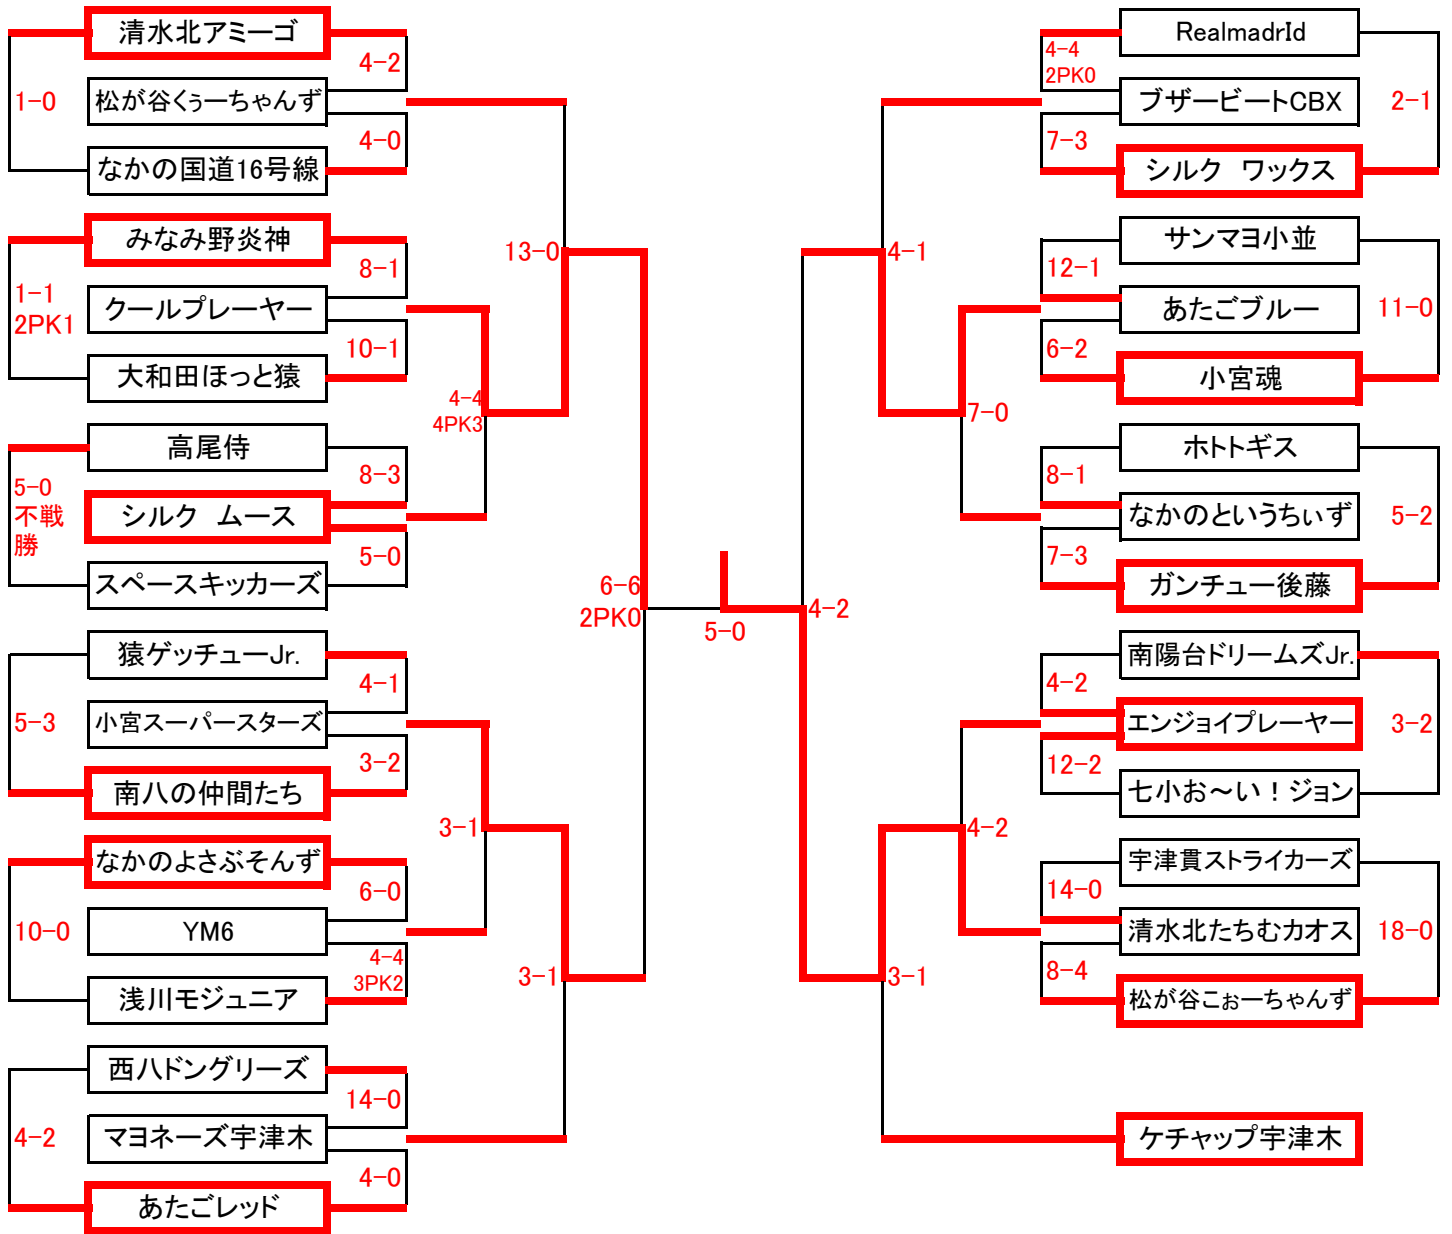 清水北アミーゴ
4-2
松が谷くぅーちゃんず
1-0
4-0
なかの国道16号線
みなみ野炎神
8-1
1-1
2PK1
クールプレーヤー
10-1
大和田ほっと猿
4-4
4PK3
13-0
高尾侍
8-3
5-0
不戦
勝
シルク ムース
5-0
スペースキッカーズ
6-6
2PK0
猿ゲッチューJr.
4-1
5-3
小宮スーパースターズ
3-2
南八の仲間たち
3-1
なかのよさぶそんず
6-0
10-0
YM6
4-4
3PK2
浅川モジュニア
3-1
西八ドングリーズ
14-0
4-2
マヨネーズ宇津木
4-0
あたごレッド
5-0
RealmadrId
4-4
2PK0
ブザービートCBX
2-1
7-3
シルク ワックス
4-1
サンマヨ小並
12-1
あたごブルー
11-0
6-2
小宮魂
7-0
ホトトギス
8-1
なかのというちぃず
5-2
7-3
ガンチュー後藤
4-2
南陽台ドリームズJr.
4-2
エンジョイプレーヤー
3-2
12-2
七小お～い！ジョン
4-2
宇津貫ストライカーズ
14-0
清水北たちむカオス
18-0
8-4
松が谷こぉーちゃんず
3-1
ケチャップ宇津木